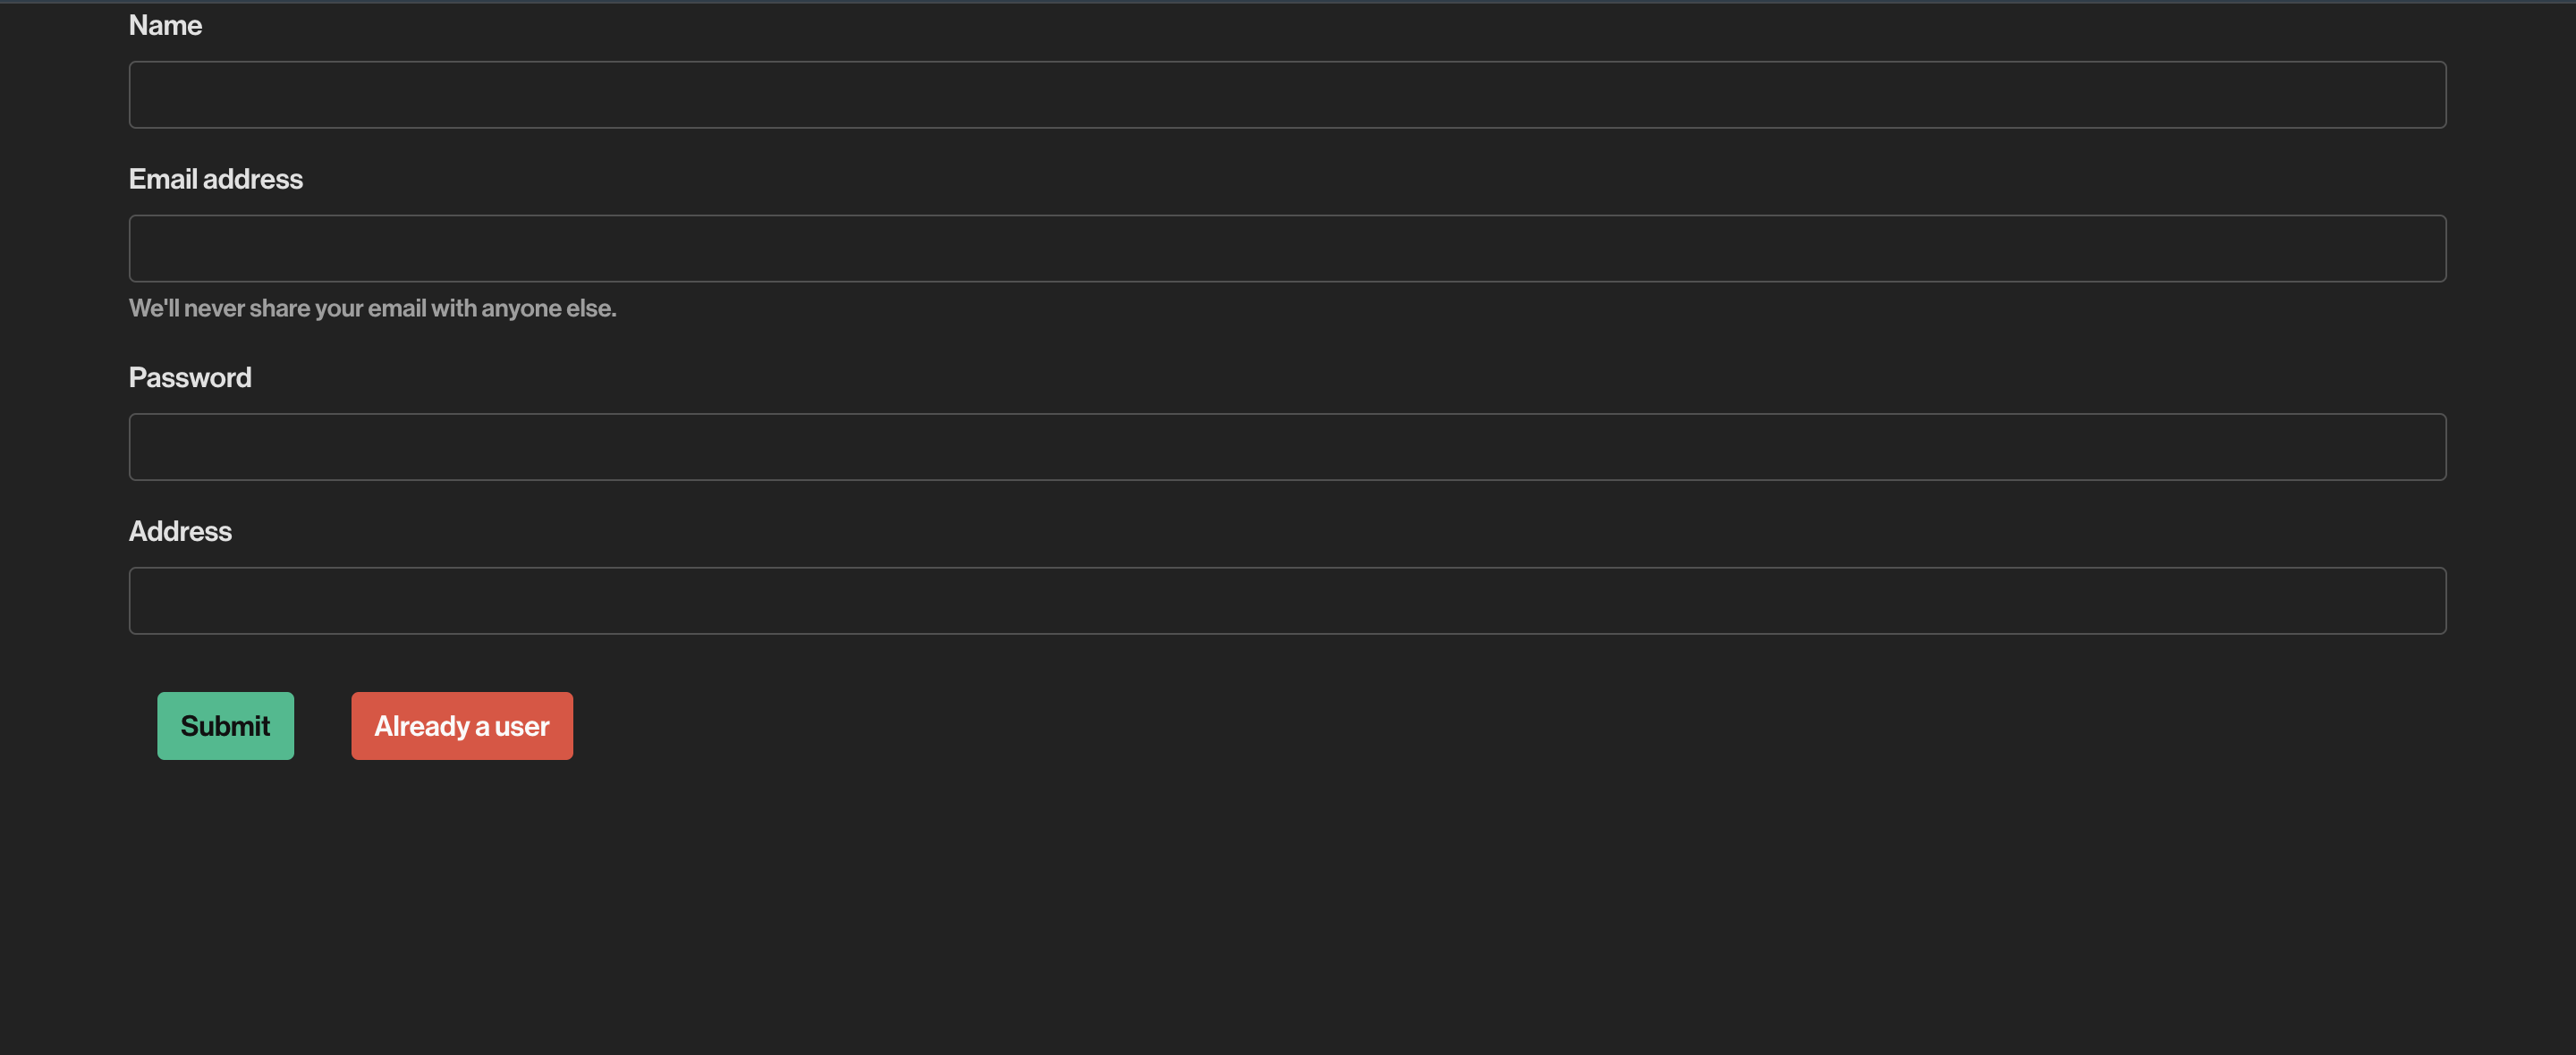 Name
Email address
We'll never share your email with anyone else.
Password
Address
Submit
Already a user